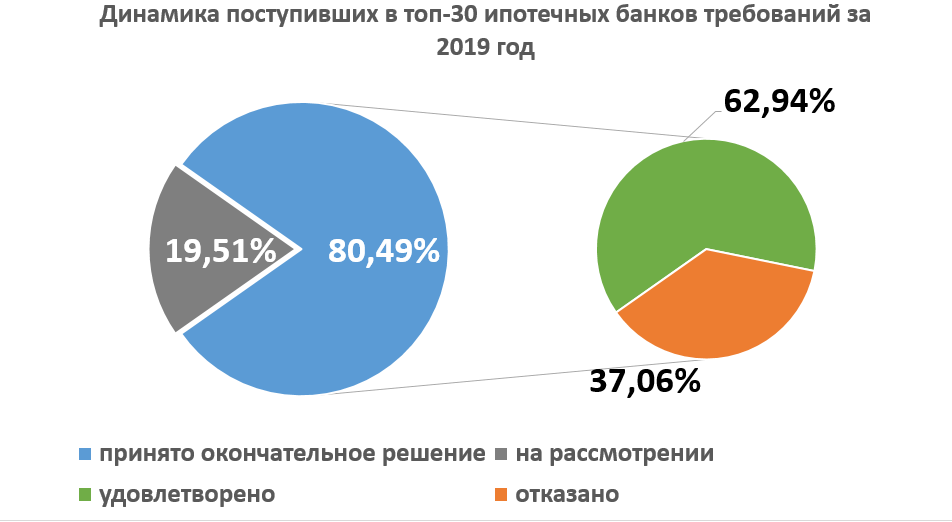 Динамика поступивших в топ-30 ипотечных банков требований за
2019 год
62,94%
19,51%
80,49%
37,06%
принято окончательное решение
на рассмотрении
удовлетворено
отказано